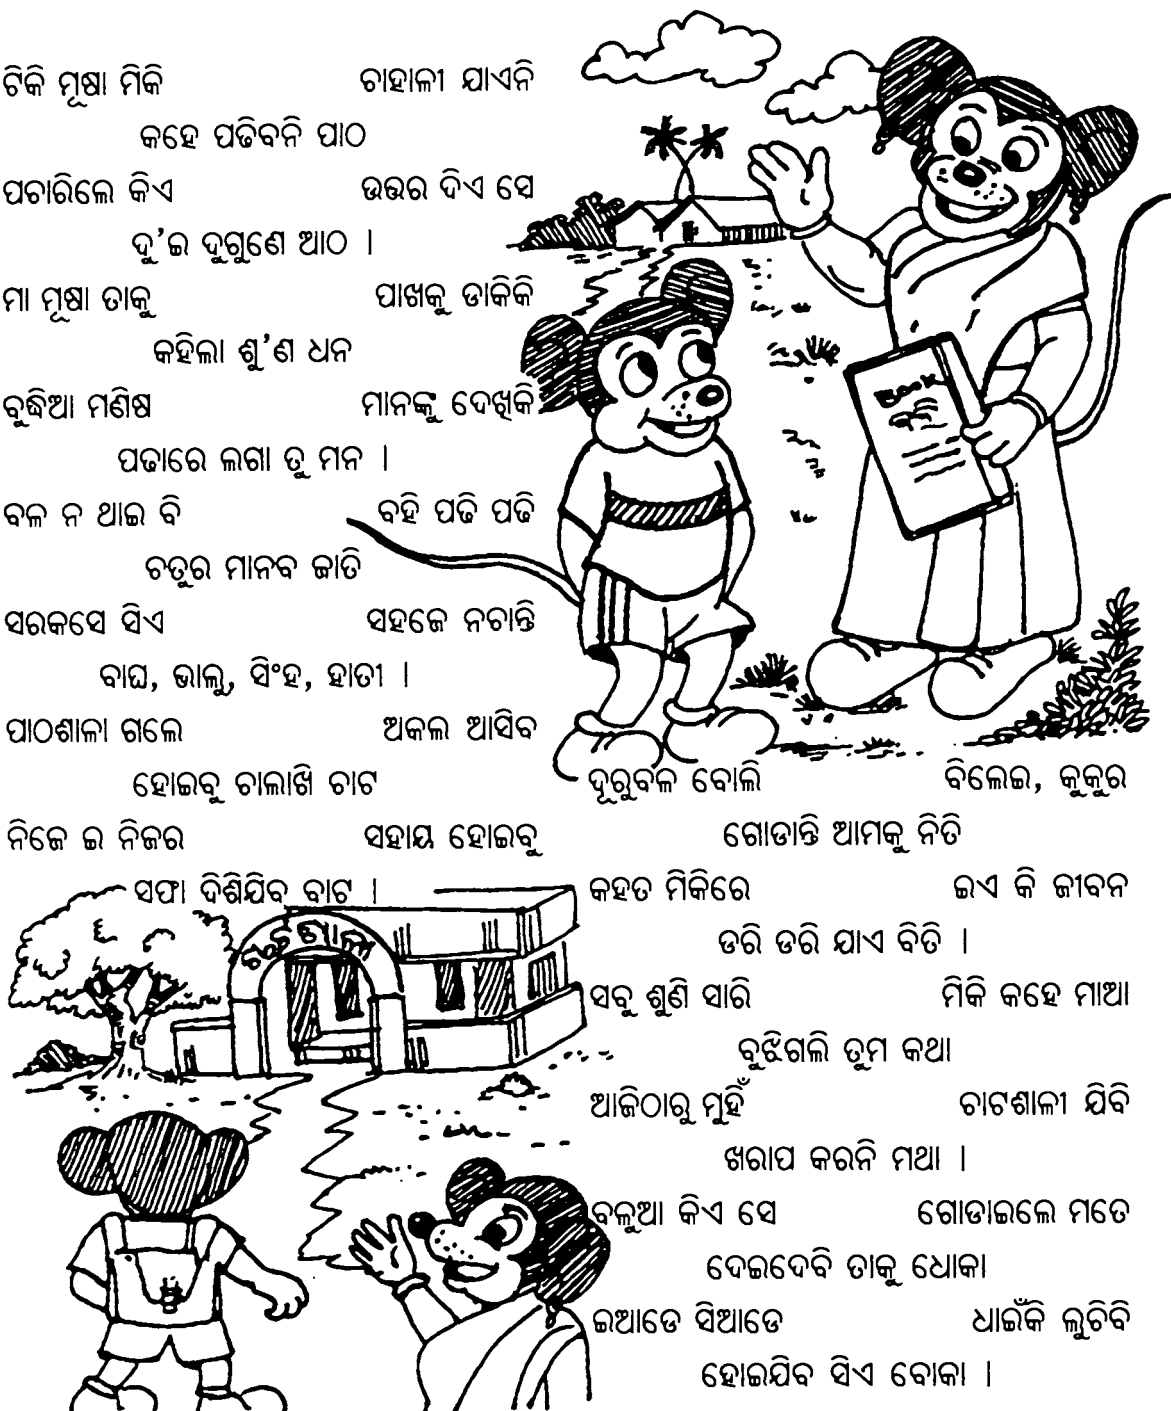 ଟିକି ମୂଷା ମିକି ଚାହାଳୀ ଯାଏନି
କହେ ପଢିବନି ପାଠ
ପଚାରିଲେ କିଏ ଉତ୍ତର ଦିଏ ସେ
ଦୁ'ଇ ଦୁଗୁଣେ ଆଠ ।
ମା ମୂଷା ତାକୁ ପାଖକୁ ଡାକିକି
କହିଲା ଶୁ'ଣ ଧନ
ବୁଦ୍ଧିଆ ମଣିଷ ମାନଙ୍କୁ ଦେଖିକି
ପଢାରେ ଲଗା ତୁ ମନ ।
ବଳ ନ ଥାଇ ବି ବହି ପଢି ପଢି
ଚତୁର ମାନବ ଜାତି
ସରକସେ ସିଏ ସହଜେ ନଚାନ୍ତି
ବାଘ, ଭାଲୁ, ସିଂହ, ହାତୀ ।
ପାଠଶାଳା ଗଲେ ଅକଲ ଆସିବ
ହୋଇବୁ ଚାଲାଖି ଚାଟ
ନିଜେ ଇ ନିଜର ସହାୟ ହୋଇବୁ
ସଫା ଦିଶିଯିବ ବାଟ ।
Book
ଦୂରୁବଳ ବୋଲି ବିଲେଇ, କୁକୁର
ଗୋଡାନ୍ତି ଆମକୁ ନିତି
କହତ ମିକିରେ ଇଏ କି ଜୀବନ
ଡରି ଡରି ଯାଏ ବିତି ।
ସବୁ ଶୁଣି ସାରି ମିକି କହେ ମାଆ
ବୁଝିଗଲି ତୁମ କଥା
ଆଜିଠାରୁ ମୁହିଁ ଚାଟଶାଳୀ ଯିବି
ଖରାପ କରନି ମଥା ।
ବଳୁଆ କିଏ ସେ ଗୋଡାଇଲେ ମତେ
ଦେଇଦେବି ତାକୁ ଧୋକା
ଇଆଡେ ସିଆଡେ ଧାଇଁକି ଲୁଚିବି
ହୋଇଯିବ ସିଏ ବୋକା ।